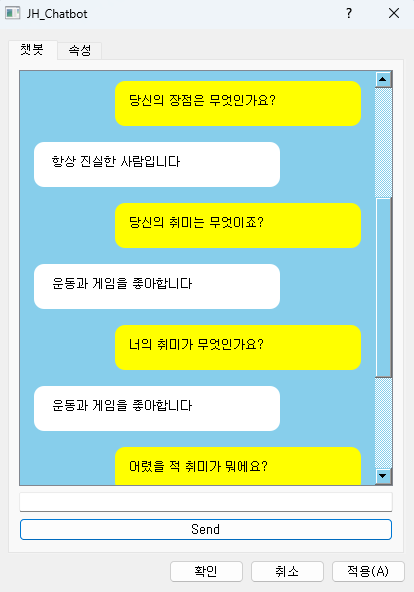 JH_Chatbot
?
챗봇 속성
당신의 장점은 무엇인가요?
항상 진실한 사람입니다
당신의 취미는 무엇이죠?
운동과 게임을 좋아합니다
너의 취미가 무엇인가요?
운동과 게임을 좋아합니다
어렸을 적 취미가 뭐에요?
Send
확인 취소 적용(A)